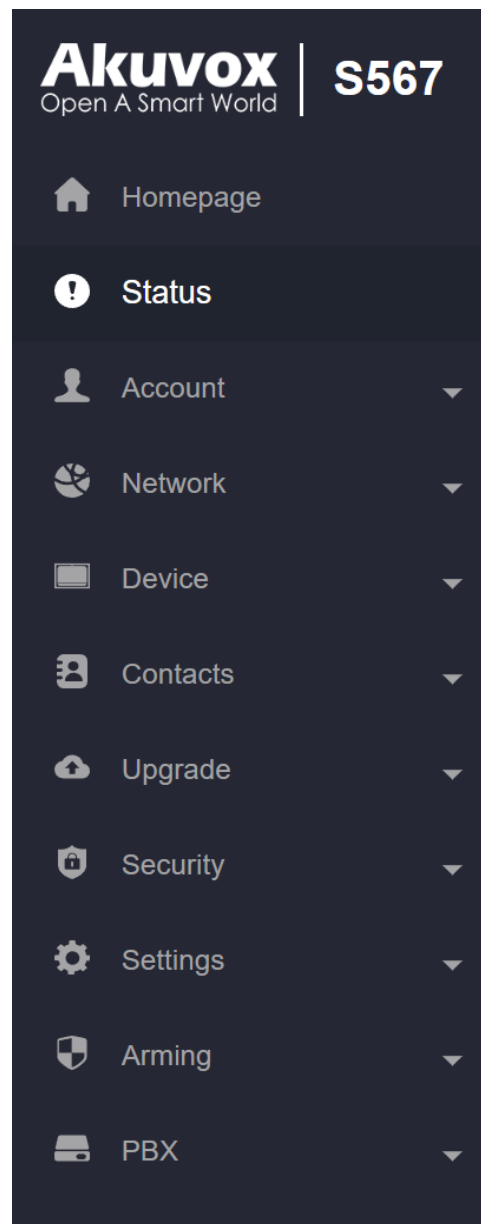 Akuvox
Open A Smart World
S567
Homepage
Status
Account
Network
Device
Contacts
Upgrade
Security
Settings
Arming
PBX